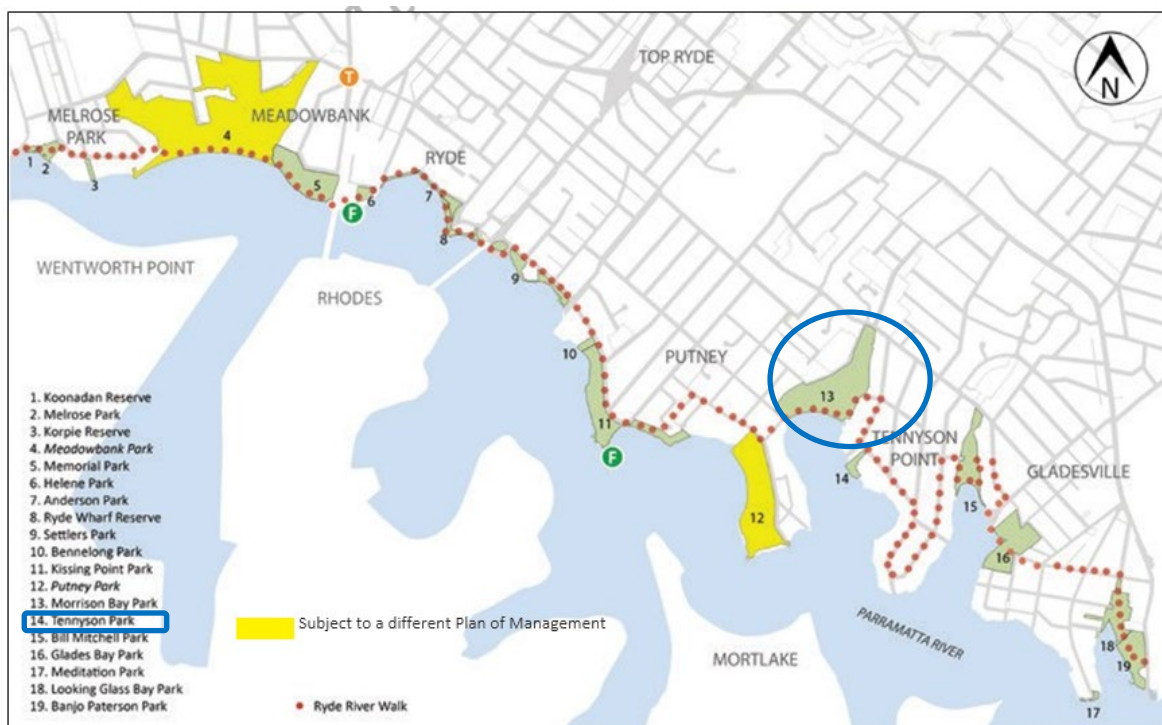 TOP RYDE
N
T
MELROSE
PARK
MEADOWBANK
4
RYDE
1
2
3
5
6
7
F
8
WENTWORTH POINT
RHODES
9
10
PUTNEY
13
11
F
TENNYSON
POINT
14
GLADESVILLE
15
12
16
PARRAMATTA RIVER
MORTLAKE
18
19
17
1. Koonadan Reserve
2. Melrose Park
3. Korpie Reserve
4. Meadowbank Park
5. Memorial Park
6. Helene Park
7. Anderson Park
8. Ryde Wharf Reserve
9. Settlers Park
10. Bennelong Park
11. Kissing Point Park
12. Putney Park
13. Morrison Bay Park
14. Tennyson Park
15. Bill Mitchell Park
16. Glades Bay Park
17. Meditation Park
18. Looking Glass Bay Park
19. Banjo Paterson Park
Subject to a different Plan of Management
Ryde River Walk